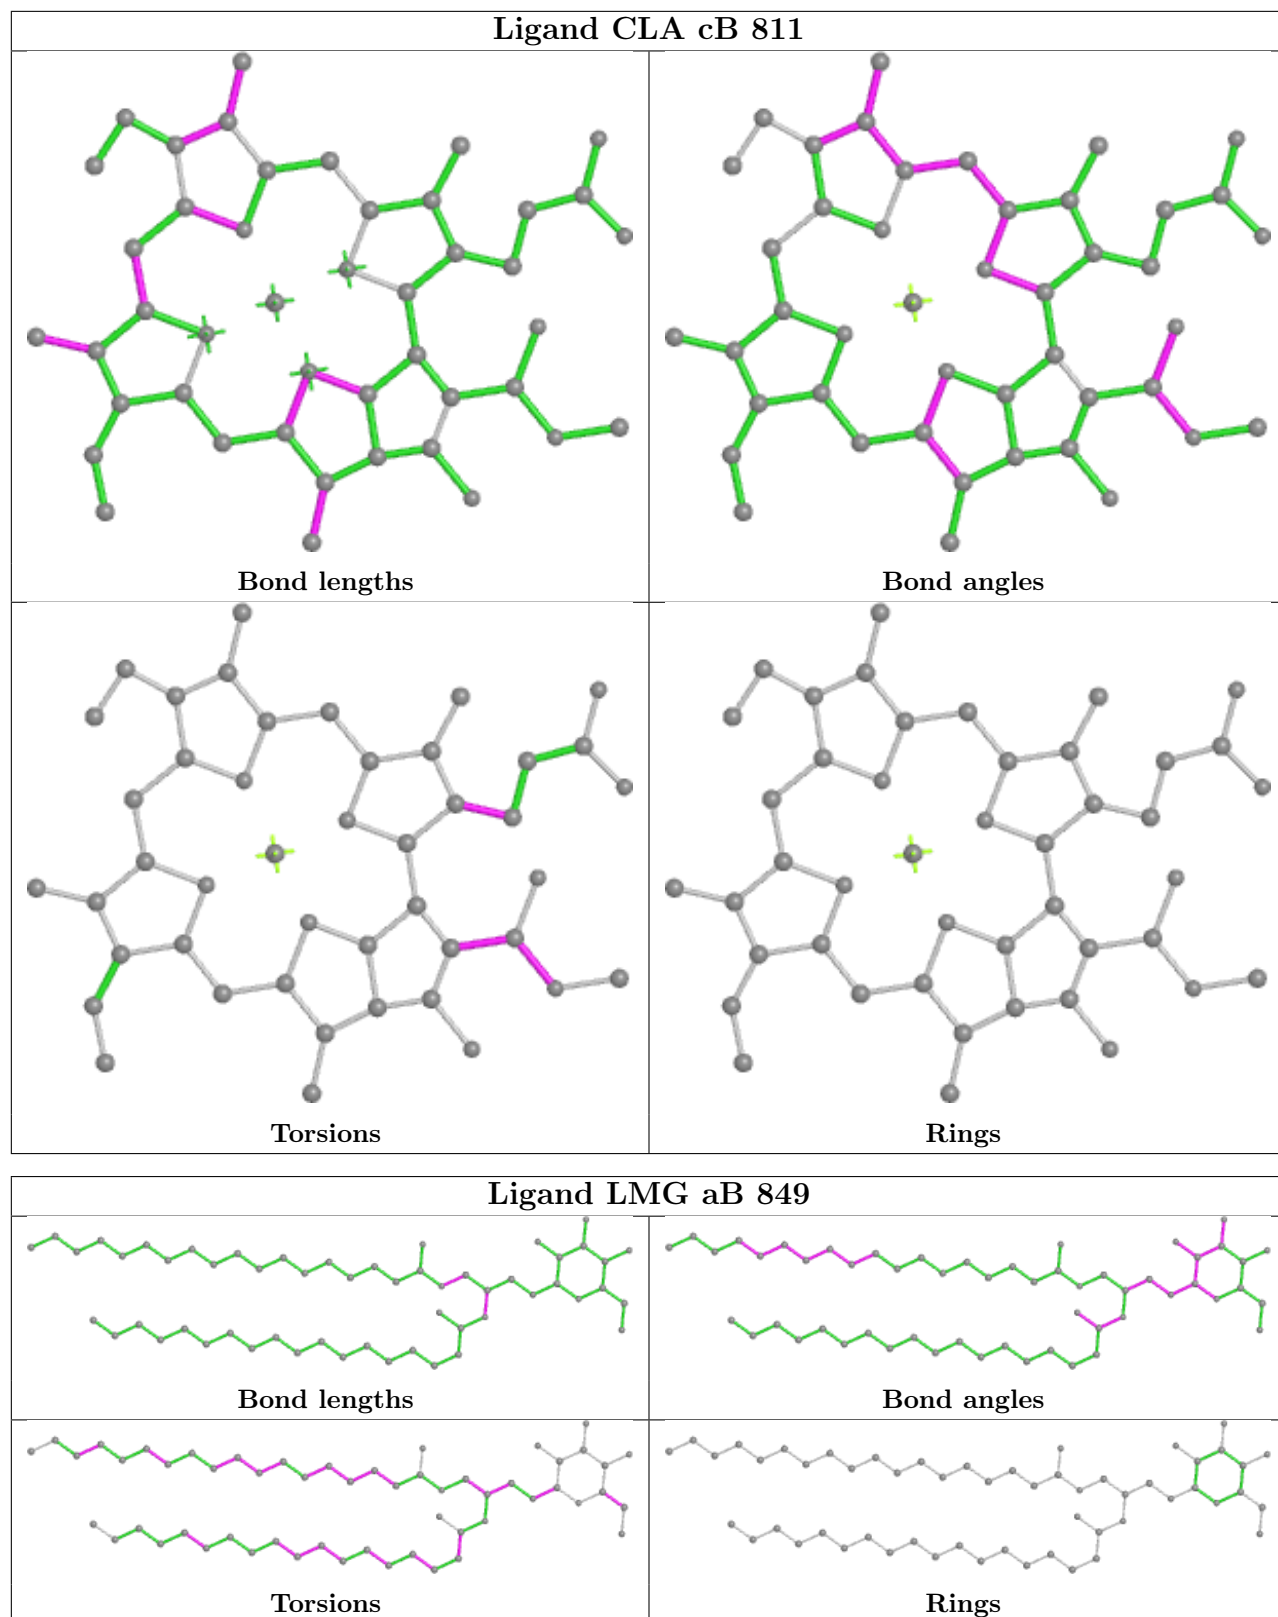 Ligand CLA cB 811
Bond lengths
Bond angles
Torsions
Rings
Ligand LMG aB 849
Bond lengths
Bond angles
Torsions
Rings